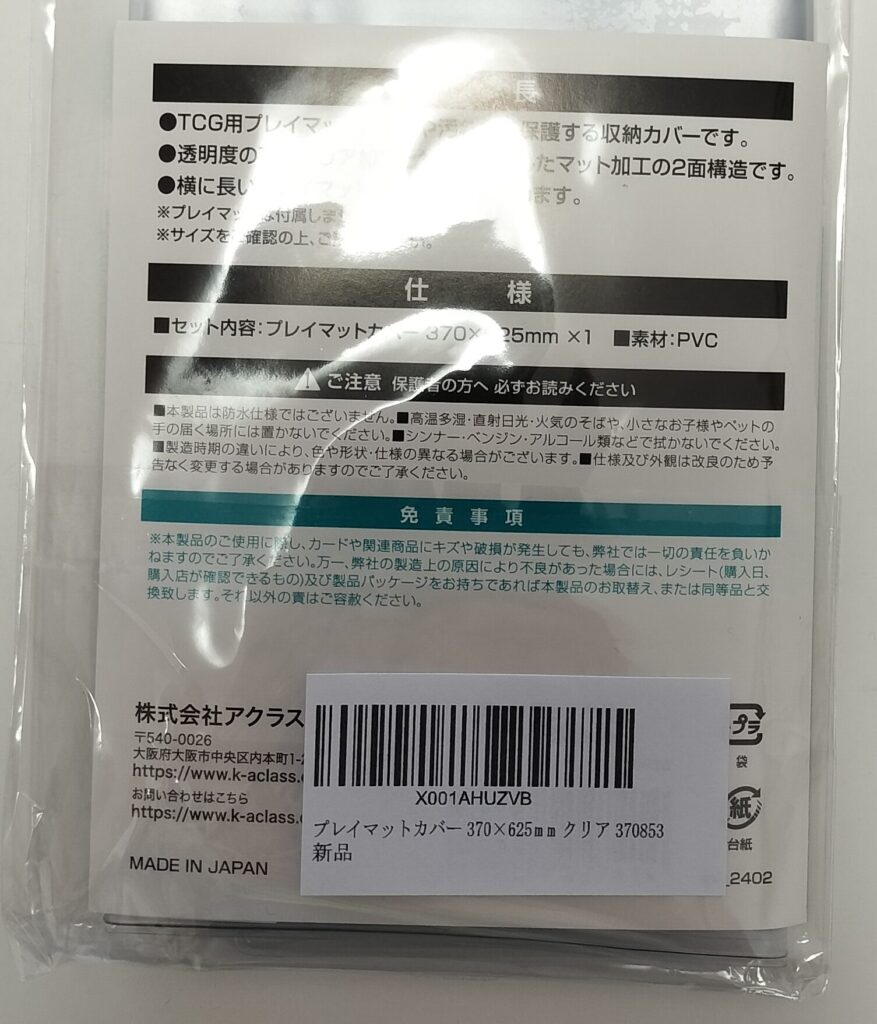 長
●TCG用プレイマッ 保護する収納カバーです。
●透明度の たマット加工の2面構造です。
●横に長い ます。
※プレイマッ は付属しま
※サイズをご確認の上、ご
仕 様
■セット内容：プレイマットカバー 370× 25mm ×1 ■素材：PVC
ご注意 保護者の方へ 必ずお読みください
■本製品は防水仕様ではございません。■高温多湿・直射日光・火気のそばや、小さなお子様やペットの
手の届く場所には置かないでください。■シンナー・ベンジン・アルコール類などで拭かないでください。
■製造時期の違いにより、色や形状・仕様の異なる場合がございます。■仕様及び外観は改良のため予
告なく変更する場合がありますのでご了承ください。
免責事項
※本製品のご使用に際し、カードや関連商品にキズや破損が発生しても、弊社では一切の責任を負いか
ねますのでご了承ください。万一、弊社の製造上の原因により不良があった場合には、レシート(購入日、
購入店が確認できるもの)及び製品パッケージをお持ちであれば本製品のお取替え、または同等品と交
換致します。それ以外の責はご容赦ください。
株式会社アクラス
〒540-0026
大阪府大阪市中央区内本町1-2
https://www.k-aclass.c
お問い合わせはこちら
https://www.k-aclass.c
MADE IN JAPAN
X001AHUZVB
プレイマットカバー 370×625mm クリア 370853
新品
プラ
袋
紙
台紙
_2402